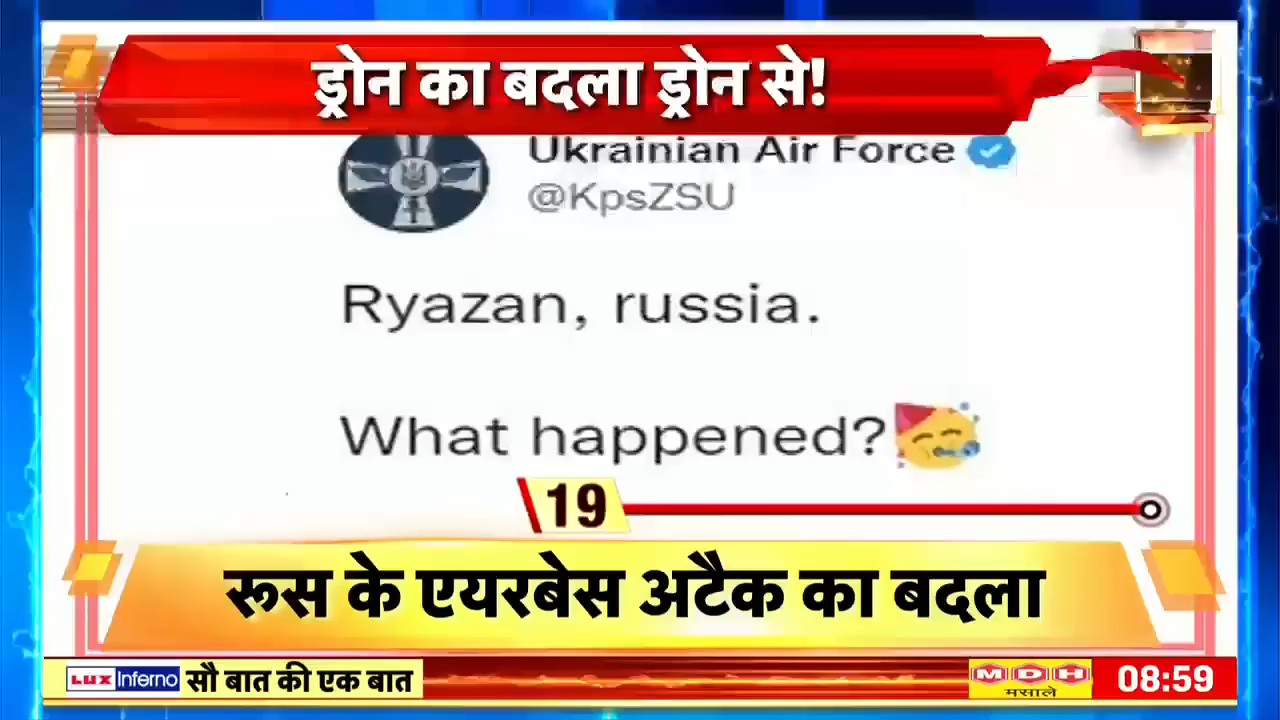 ड्रोन का बदला ड्रोन से!
Ukrainian Air Force
@KpsZSU
Ryazan, russia.
What happened?
19
रूस के एयरबेस अटैक का बदला
LUX Inferno सौ बात की एक बात
MDH
मसाले
08:59